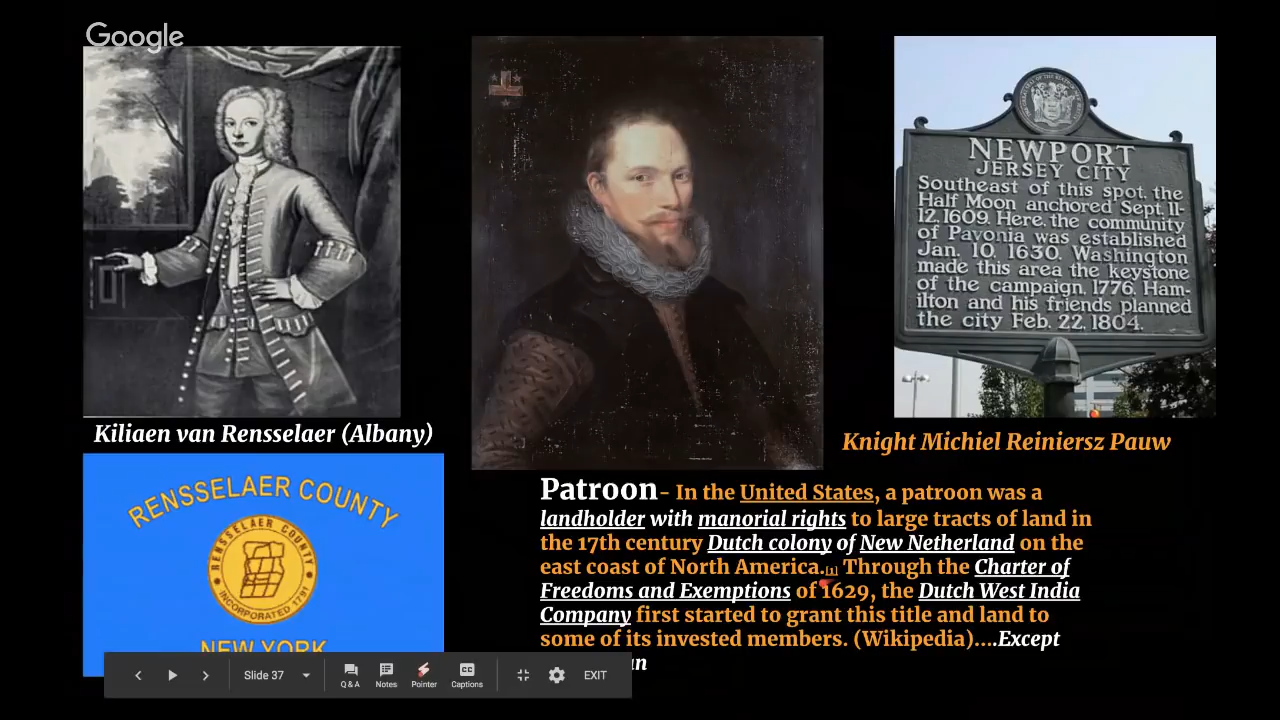 Google
Kiliaen van Rensselaer (Albany)
RENSSELAER COUNTY
RENSSELAER COUNTY
INCORPORATED 1791
NEW YORK
NEWPORT
JERSEY CITY
Southeast of this spot, the
Half Moon anchored Sept. 11-
12, 1609. Here, the community
of Pavonia was established
Jan. 10, 1630. Washington
made this area the keystone
of the campaign, 1776. Ham-
ilton and his friends planned
the city Feb. 22, 1804.
Knight Michiel Reiniersz Pauw
Patroon- In the United States, a patroon was a
landholder with manorial rights to large tracts of land in
the 17th century Dutch colony of New Netherland on the
east coast of North America.[1] Through the Charter of
Freedoms and Exemptions of 1629, the Dutch West India
Company first started to grant this title and land to
some of its invested members. (Wikipedia)....Except
Slide 37
Q & A
Notes
Pointer
CC
Captions
EXIT